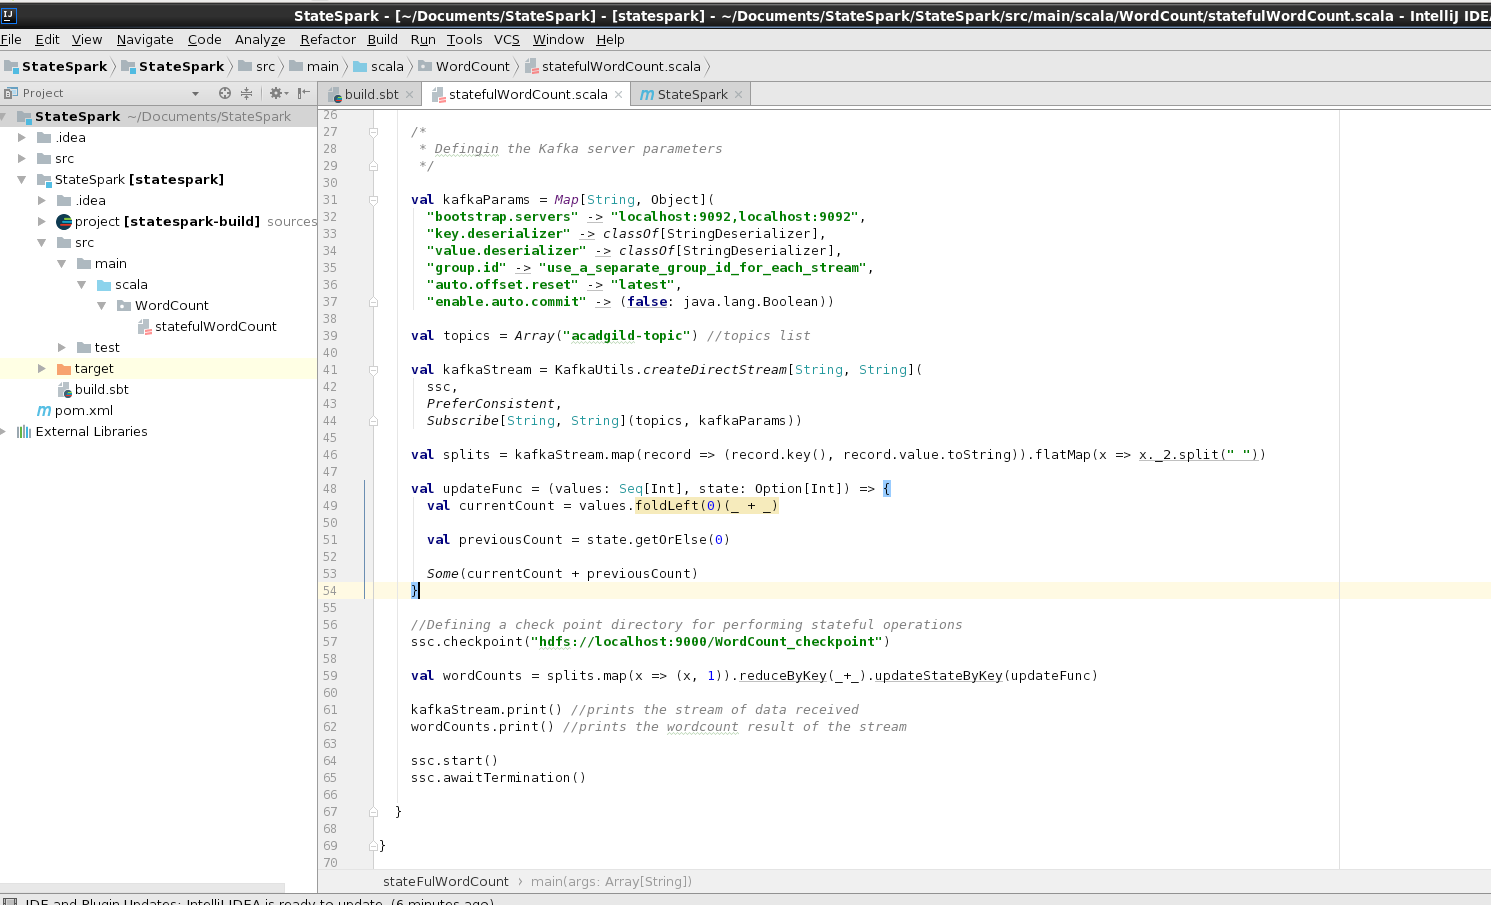 StateSpark - [~/Documents/StateSpark] - [statespark] - ~/Documents/StateSpark/StateSpark/src/main/scala/WordCount/statefulWordCount.scala - IntelliJ IDEA
File Edit View Navigate Code Analyze Refactor Build Run Tools VCS Window Help
StateSpark StateSpark src main scala WordCount statefulWordCount.scala
Project
build.sbt statefulWordCount.scala StateSpark
StateSpark ~/Documents/StateSpark
.idea
src
StateSpark [statespark]
.idea
project [statespark-build] sources
src
main
scala
WordCount
statefulWordCount
test
target
build.sbt
pom.xml
External Libraries
26
27 /*
28 * Defingin the Kafka server parameters
29 */
30
31 val kafkaParams = Map[String, Object](
32 "bootstrap.servers" -> "localhost:9092,localhost:9092",
33 "key.deserializer" -> classOf[StringDeserializer],
34 "value.deserializer" -> classOf[StringDeserializer],
35 "group.id" -> "use_a_separate_group_id_for_each_stream",
36 "auto.offset.reset" -> "latest",
37 "enable.auto.commit" -> (false: java.lang.Boolean))
38
39 val topics = Array("acadgild-topic") //topics list
40
41 val kafkaStream = KafkaUtils.createDirectStream[String, String](
42 ssc,
43 PreferConsistent,
44 Subscribe[String, String](topics, kafkaParams))
45
46 val splits = kafkaStream.map(record => (record.key(), record.value.toString)).flatMap(x => x._2.split(" "))
47
48 val updateFunc = (values: Seq[Int], state: Option[Int]) => {
49 val currentCount = values.foldLeft(0)(_ + _)
50
51 val previousCount = state.getOrElse(0)
52
53 Some(currentCount + previousCount)
54 }
55
56 //Defining a check point directory for performing stateful operations
57 ssc.checkpoint("hdfs://localhost:9000/WordCount_checkpoint")
58
59 val wordCounts = splits.map(x => (x, 1)).reduceByKey(_+_).updateStateByKey(updateFunc)
60
61 kafkaStream.print() //prints the stream of data received
62 wordCounts.print() //prints the wordcount result of the stream
63
64 ssc.start()
65 ssc.awaitTermination()
66
67 }
68
69 }
70
stateFulWordCount › main(args: Array[String])
IDE and Plugin Updates: IntelliJ IDEA is ready to update. (6 minutes ago)